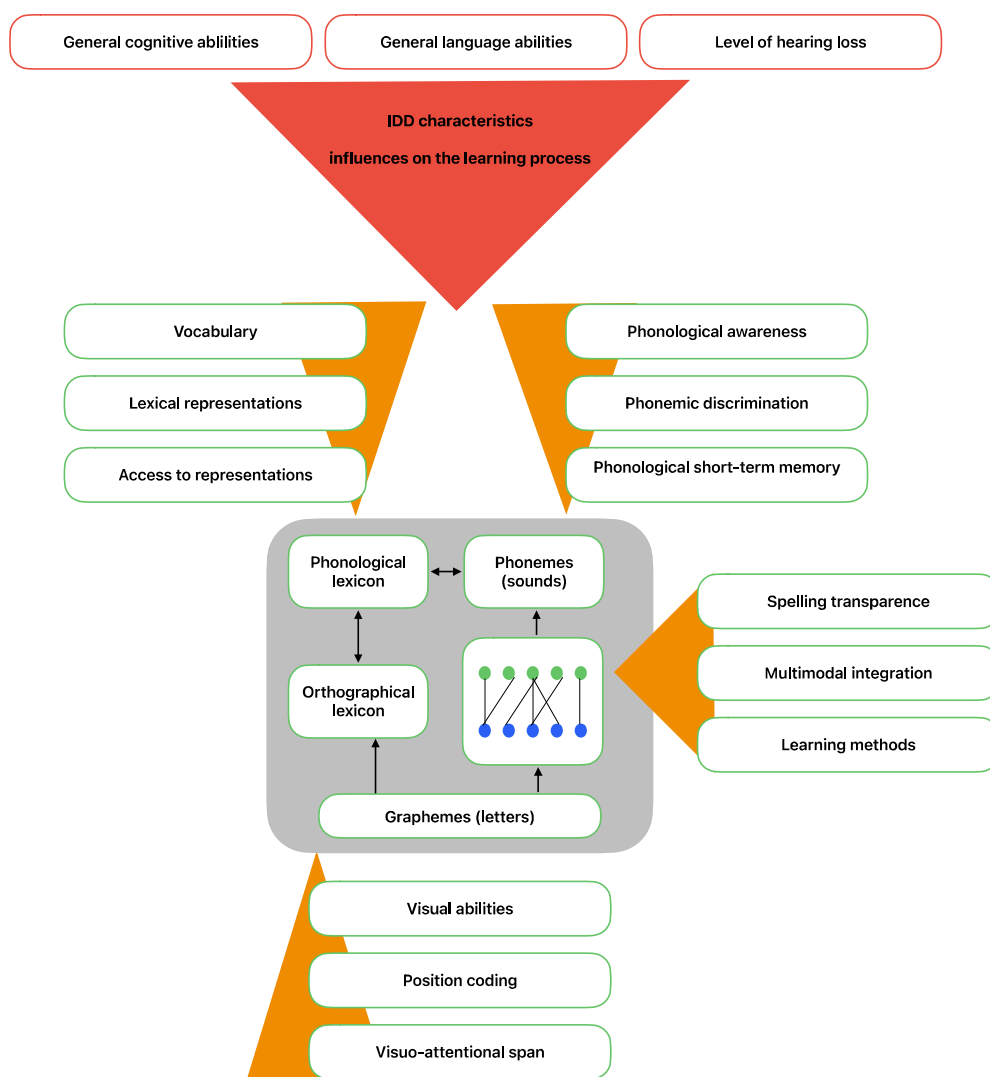 General cognitive ablilities
General language abilities
Level of hearing loss
IDD characteristics
influences on the learning process
Vocabulary
Lexical representations
Access to representations
Phonological awareness
Phonemic discrimination
Phonological short-term memory
Phonological
lexicon
Phonemes
(sounds)
Orthographical
lexicon
Graphemes (letters)
Spelling transparence
Multimodal integration
Learning methods
Visual abilities
Position coding
Visuo-attentional span